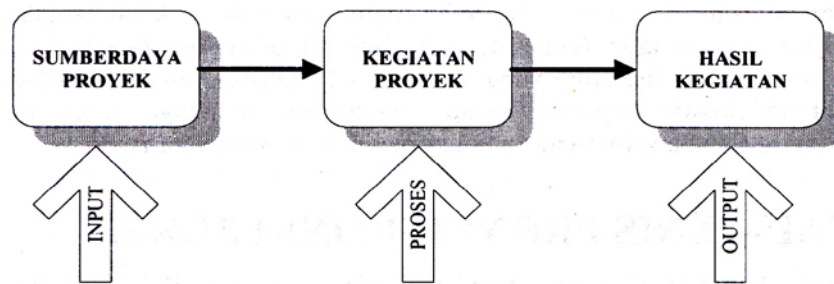 SUMBERDAYA
PROYEK
KEGIATAN
PROYEK
HASIL
KEGIATAN
INPUT
PROSES
OUTPUT